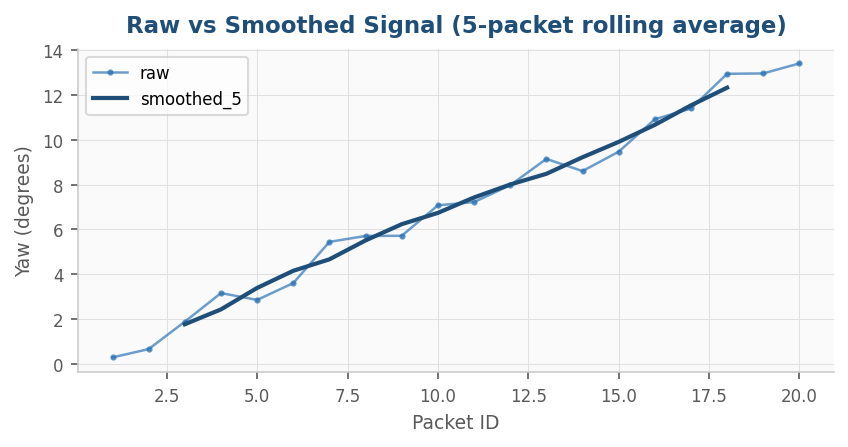 Raw vs Smoothed Signal (5-packet rolling average)
raw
smoothed_5
Yaw (degrees)
14
12
10
8
6
4
2
0
2.5 5.0 7.5 10.0 12.5 15.0 17.5 20.0
Packet ID